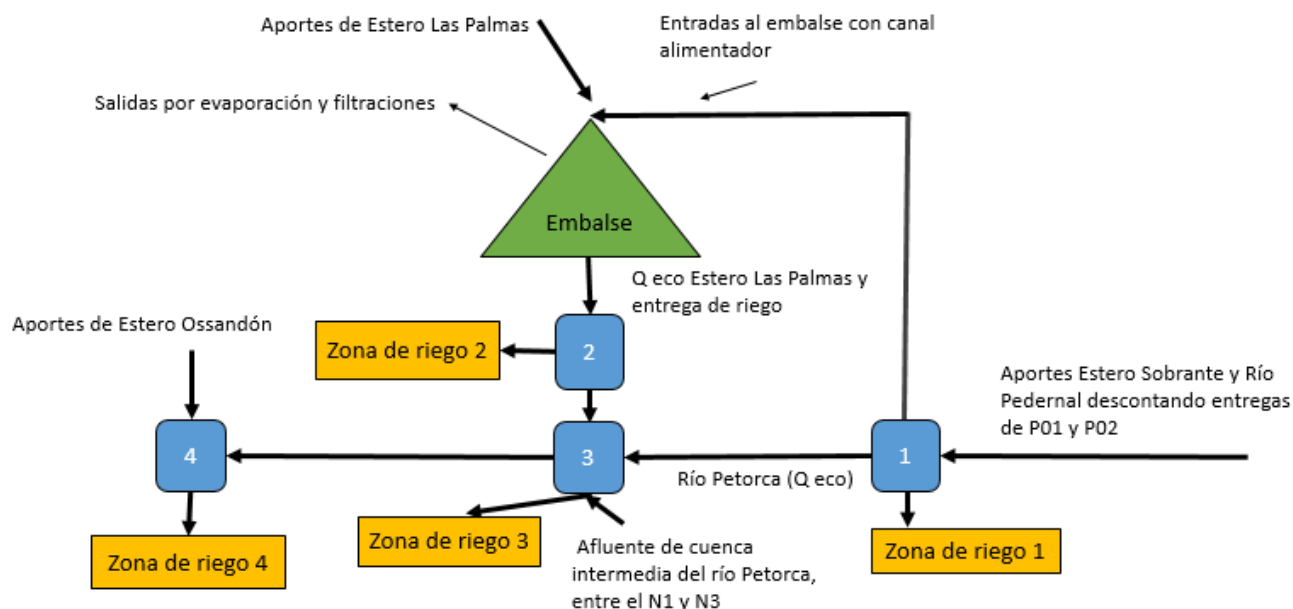 Aportes de Estero Las Palmas
Entradas al embalse con canal
alimentador
Salidas por evaporación y filtraciones
Embalse
Q eco Estero Las Palmas y
entrega de riego
Aportes de Estero Ossandón
Zona de riego 2
2
Aportes Estero Sobrante y Río
Pedernal descontando entregas
de P01 y P02
4
3
1
Río Petorca (Q eco)
Zona de riego 4
Zona de riego 3
Afluente de cuenca
intermedia del río Petorca,
entre el N1 y N3
Zona de riego 1